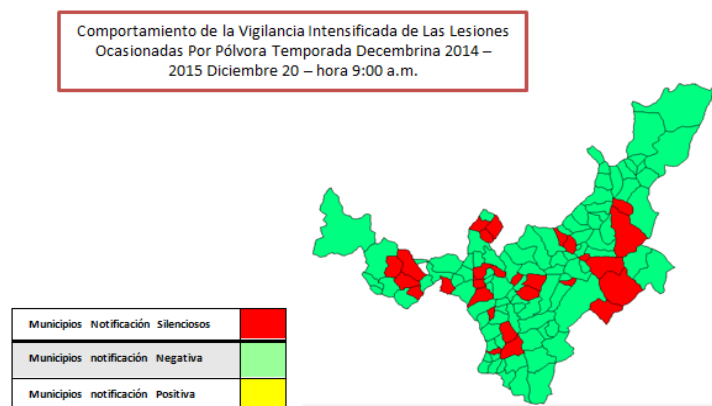 Comportamiento de la Vigilancia Intensificada de Las Lesiones
Ocasionadas Por Pólvora Temporada Decembrina 2014 –
2015 Diciembre 20 – hora 9:00 a.m.
Municipios Notificación Silenciosos
Municipios notificación Negativa
Municipios notificación Positiva